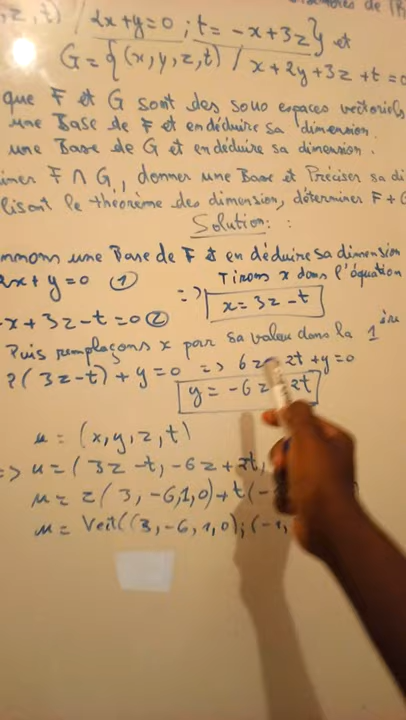 , z, t) / 2x+y=0 ; t = -x+3z} et
G = {(x,y,z,t) / x+2y+3z+t=0
que F et G sont des sous espaces vectoriels
une Base de F et en déduire sa dimension
une Base de G et en déduire sa dimension.
iner F ∩ G, donner une Base et Préciser sa di
lisant le théorème des dimension, déterminer F + G
Solution : :
nnons une Base de F et en déduire sa dimension
2x + y = 0 ① Tirons x dans l'équation
-x + 3z - t = 0 ② => x = 3z - t
Puis remplaçons x par sa valeur dans la 1ère
2(3z-t) + y = 0 => 6z - 2t + y = 0
y = -6z 2t
u = (x,y,z,t)
=> u = (3z -t, -6z + 2t,
u = z(3, -6,1,0) + t(-
u = Vect((3,-6,1,0);(-1,